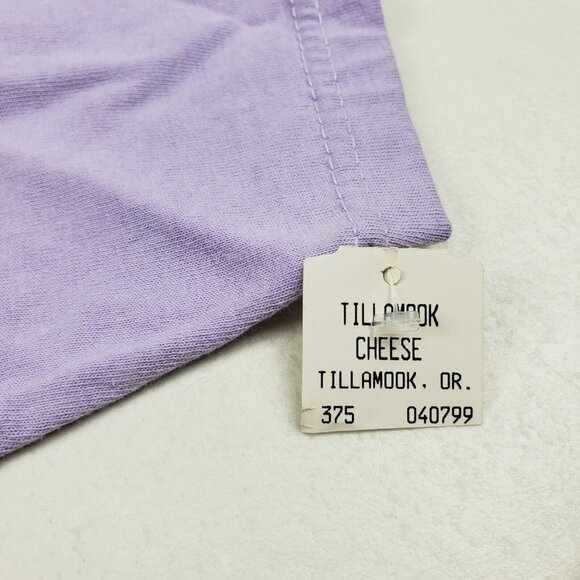 TILLAMOOK
CHEESE
TILLAMOOK, OR.
375 040799